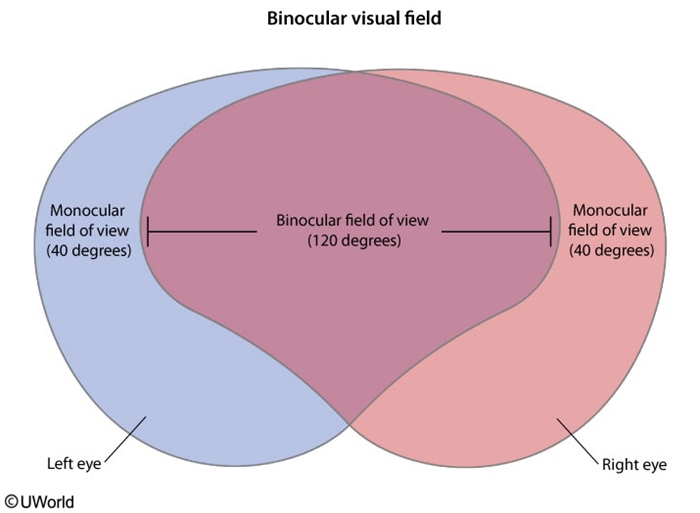 Binocular visual field
Monocular
field of view
(40 degrees)
Binocular field of view
(120 degrees)
Monocular
field of view
(40 degrees)
Left eye
Right eye
©UWorld